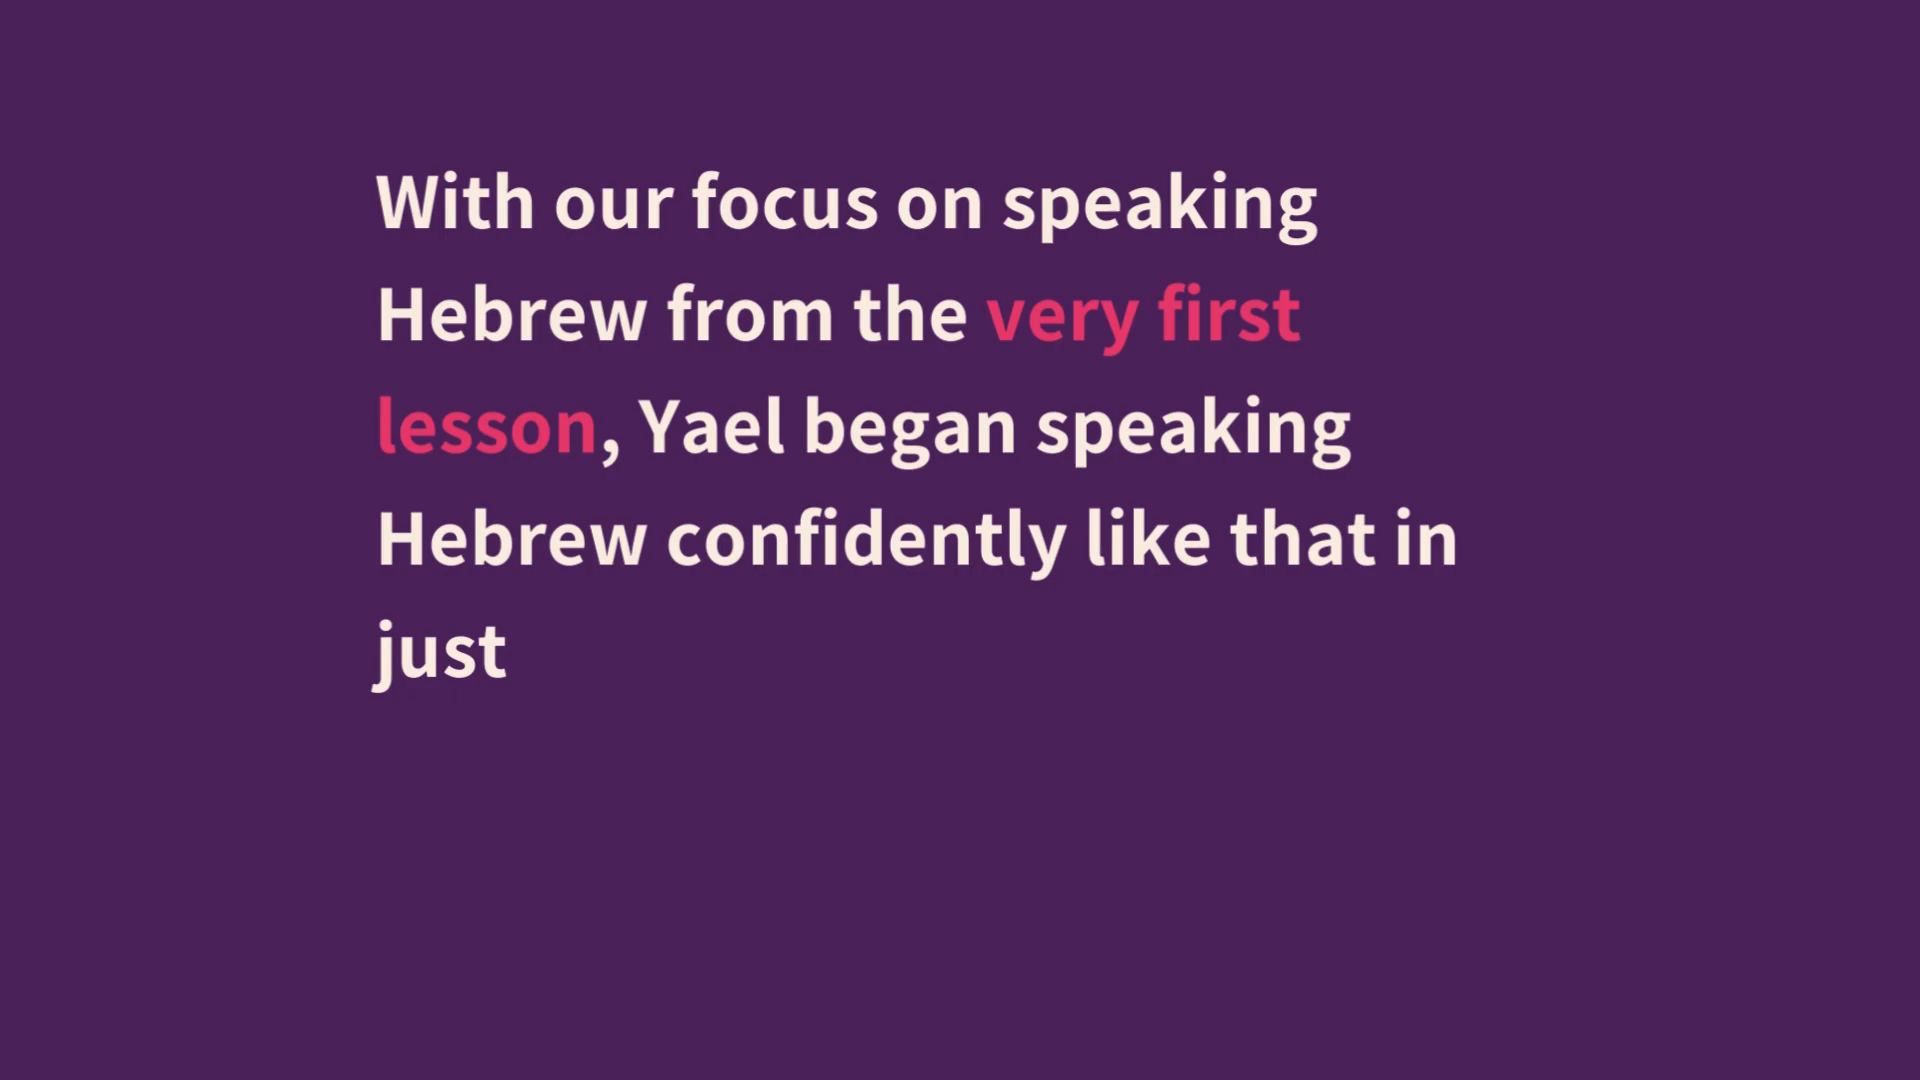 With our focus on speaking
Hebrew from the very first
lesson, Yael began speaking
Hebrew confidently like that in
just